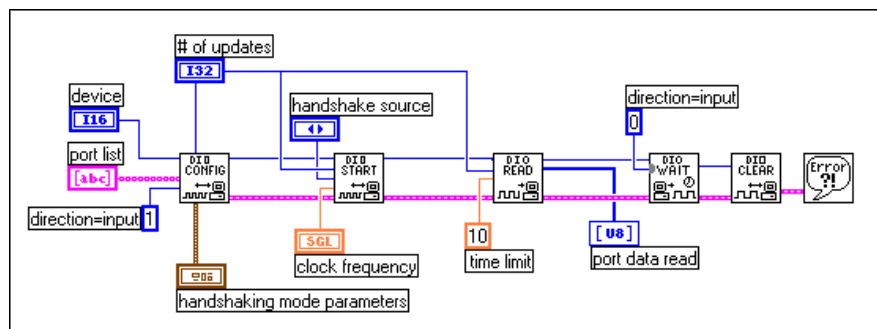 # of updates
I32
device
I16
handshake source
direction=input
0
port list
[abc]
DIO
CONFIG
DIO
START
DIO
READ
DIO
WAIT
DIO
CLEAR
Error
?!
direction=input 1
SGL
clock frequency
10
time limit
[U8]
port data read
handshaking mode parameters